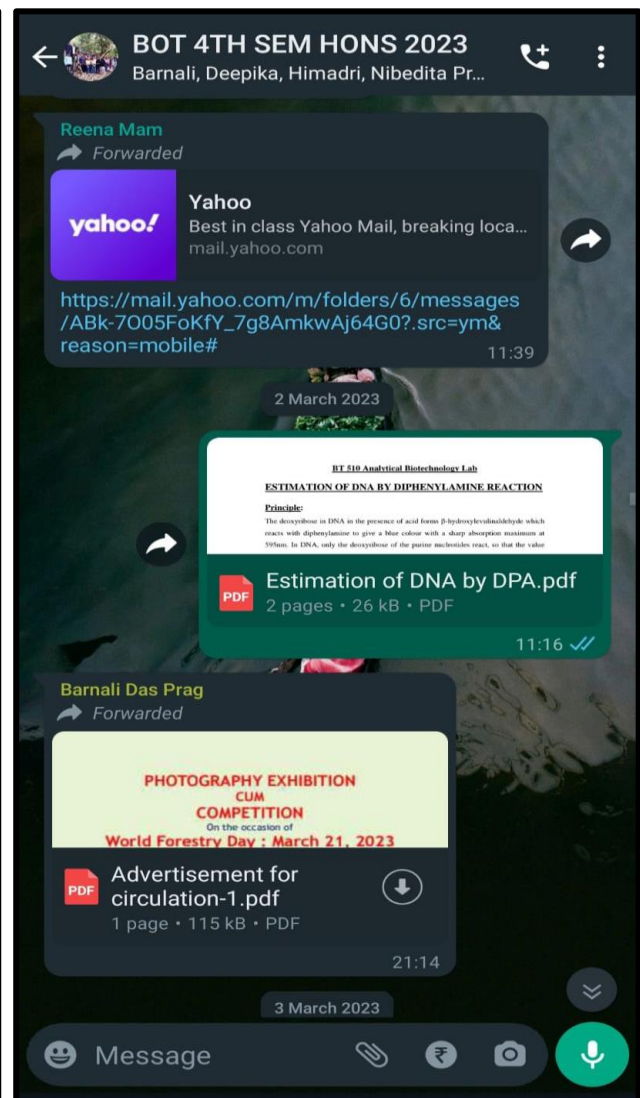 BOT 4TH SEM HONS 2023
Barnali, Deepika, Himadri, Nibedita Pr...
Reena Mam
Forwarded
yahoo!
Yahoo
Best in class Yahoo Mail, breaking loca...
mail.yahoo.com
https://mail.yahoo.com/m/folders/6/messages
/ABk-7O05FoKfY_7g8AmkwAj64G0?.src=ym&
reason=mobile#
11:39
2 March 2023
BT 510 Analytical Biotechnology Lab
ESTIMATION OF DNA BY DIPHENYLAMINE REACTION
Principle:
The deoxyribose in DNA in the presence of acid forms β-hydroxylevulinaldehyde which
reacts with diphenylamine to give a blue colour with a sharp absorption maximum at
595nm. In DNA, only the deoxyribose of the purine nucleotides react, so that the value
PDF
Estimation of DNA by DPA.pdf
2 pages • 26 kB • PDF
11:16
Barnali Das Prag
Forwarded
PHOTOGRAPHY EXHIBITION
CUM
COMPETITION
On the occasion of
World Forestry Day : March 21, 2023
PDF
Advertisement for
circulation-1.pdf
1 page • 115 kB • PDF
21:14
3 March 2023
Message
₹